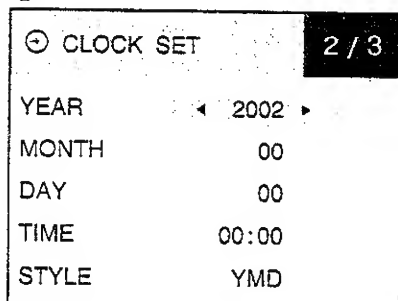 CLOCK SET 2/3
YEAR ◂ 2002 ▸
MONTH 00
DAY 00
TIME 00:00
STYLE YMD